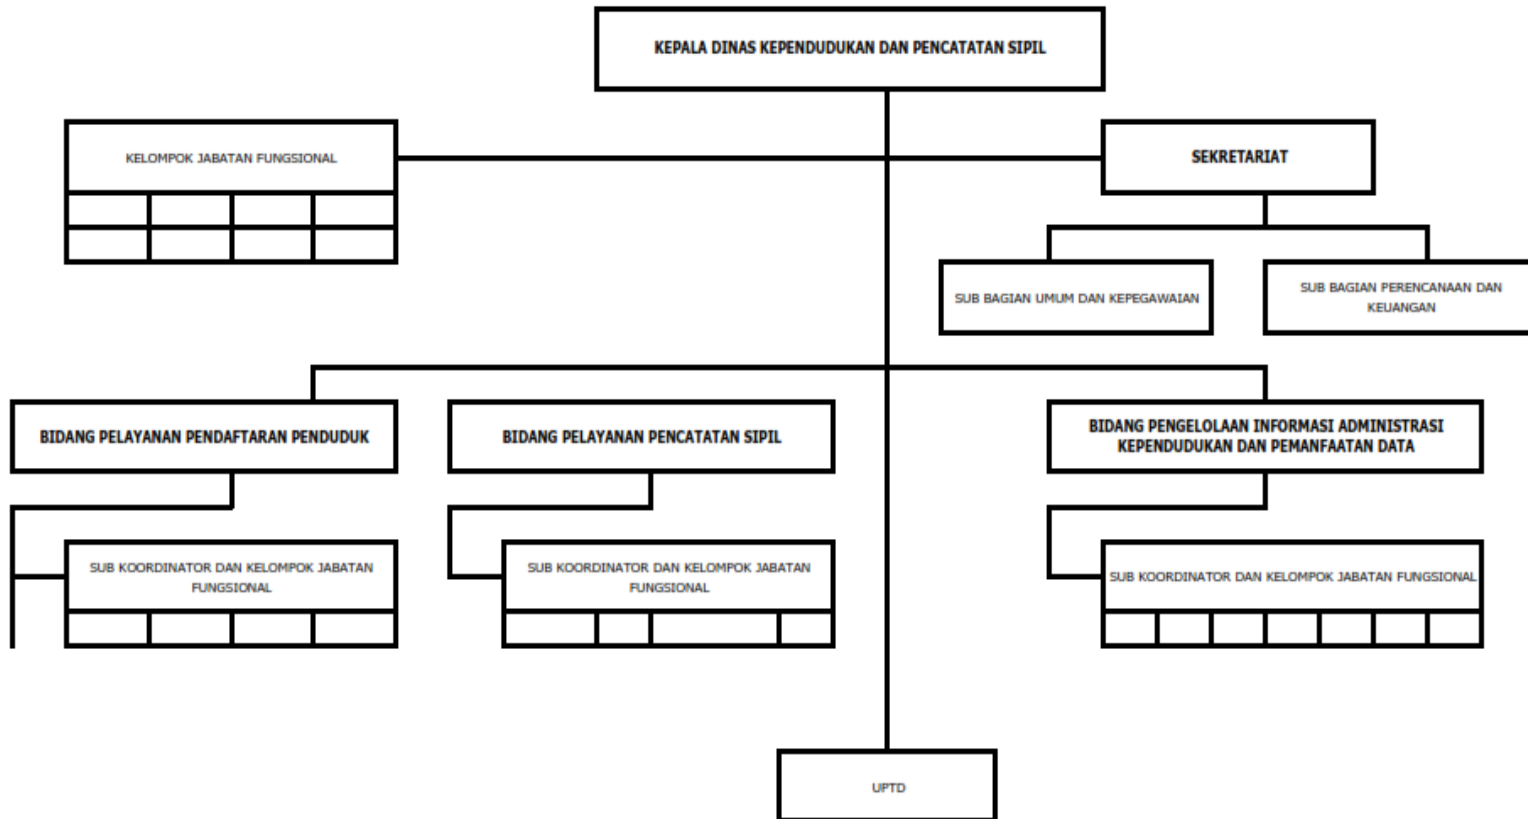 KEPALA DINAS KEPENDUDUKAN DAN PENCATATAN SIPIL
KELOMPOK JABATAN FUNGSIONAL
SEKRETARIAT
SUB BAGIAN UMUM DAN KEPEGAWAIAN
SUB BAGIAN PERENCANAAN DAN
KEUANGAN
BIDANG PELAYANAN PENDAFTARAN PENDUDUK
BIDANG PELAYANAN PENCATATAN SIPIL
BIDANG PENGELOLAAN INFORMASI ADMINISTRASI
KEPENDUDUKAN DAN PEMANFAATAN DATA
SUB KOORDINATOR DAN KELOMPOK JABATAN
FUNGSIONAL
SUB KOORDINATOR DAN KELOMPOK JABATAN
FUNGSIONAL
SUB KOORDINATOR DAN KELOMPOK JABATAN FUNGSIONAL
UPTD